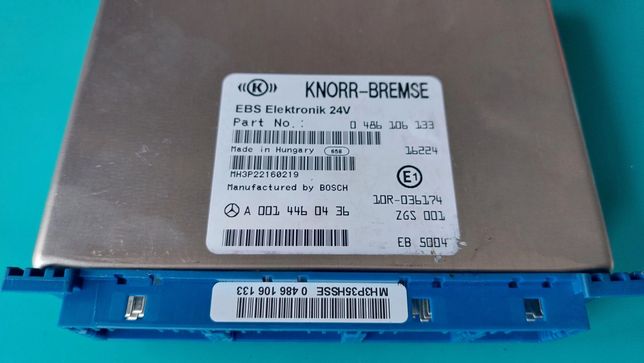 ((K)) KNORR-BREMSE
EBS Elektronik 24V
Part No.: 0 486 106 133
Made in Hungary 658 16224
MH3P22160219 E1
Manufactured by BOSCH 10R-036174
A 001 446 04 36 ZGS 001
EB 5004
MH3P35HSSE 0 486 106 133